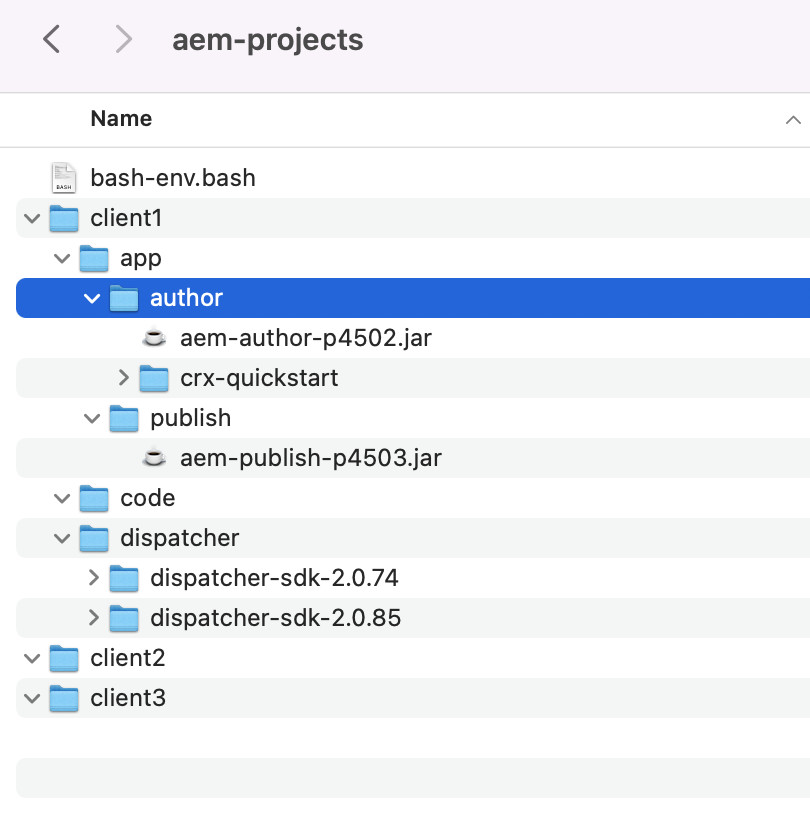 aem-projects
Name
BASH
bash-env.bash
client1
app
author
aem-author-p4502.jar
crx-quickstart
publish
aem-publish-p4503.jar
code
dispatcher
dispatcher-sdk-2.0.74
dispatcher-sdk-2.0.85
client2
client3